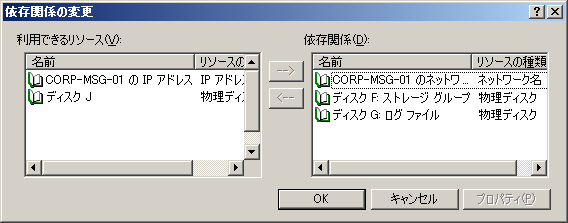 依存関係の変更
利用できるリソース(V):
依存関係(D):
名前 リソースの
CORP-MSG-01 の IP アドレス IP アドレ
ディスク J 物理ディ
-->
<--
名前 リソースの種類
CORP-MSG-01 のネットワ... ネットワーク名
ディスク F: ストレージ グループ 物理ディスク
ディスク G: ログ ファイル 物理ディスク
OK キャンセル プロパティ(P)